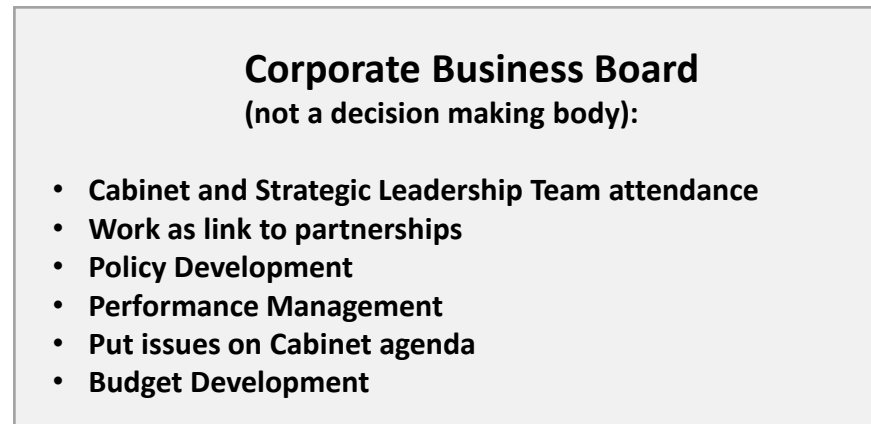 Corporate Business Board
(not a decision making body):
• Cabinet and Strategic Leadership Team attendance
• Work as link to partnerships
• Policy Development
• Performance Management
• Put issues on Cabinet agenda
• Budget Development